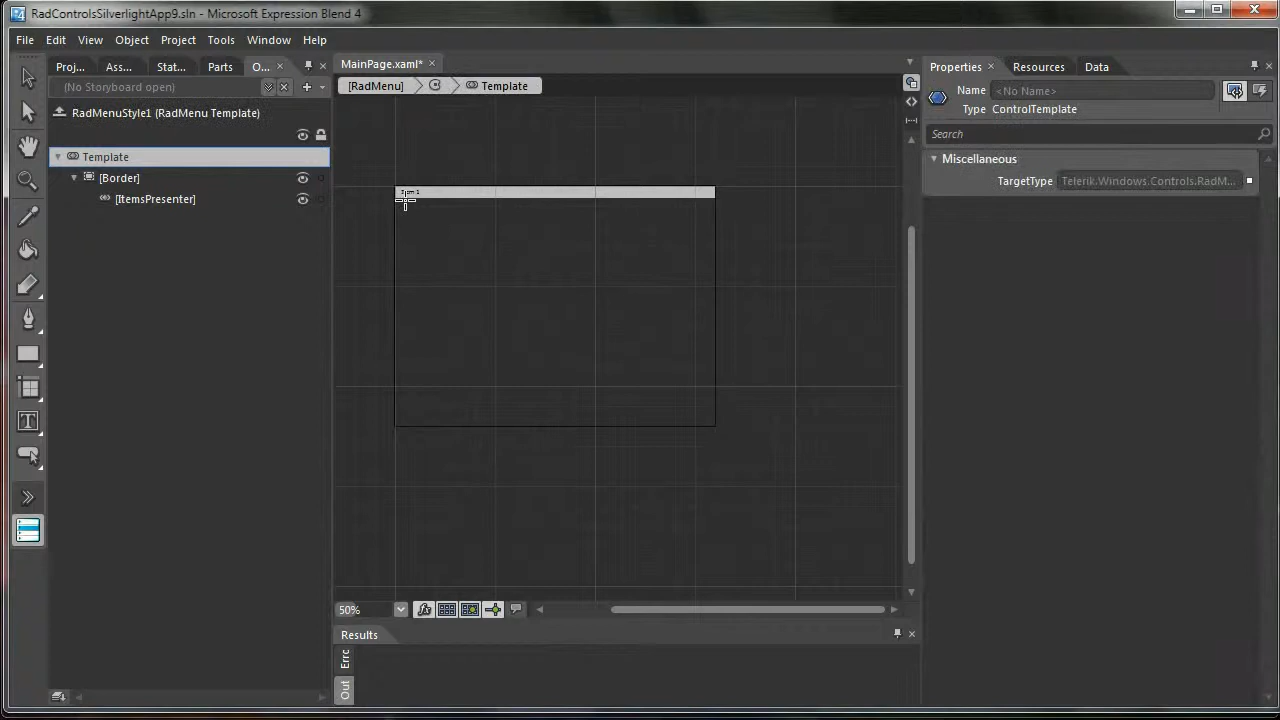 RadControlsSilverlightApp9.sln - Microsoft Expression Blend 4
File Edit View Object Project Tools Window Help
Proj... Ass... Stat... Parts O...
(No Storyboard open)
RadMenuStyle1 (RadMenu Template)
Template
[Border]
[ItemsPresenter]
MainPage.xaml*
[RadMenu] Template
50%
Results
Errc
Out
Properties Resources Data
Name <No Name>
Type ControlTemplate
Search
Miscellaneous
TargetType Telerik.Windows.Controls.RadM...